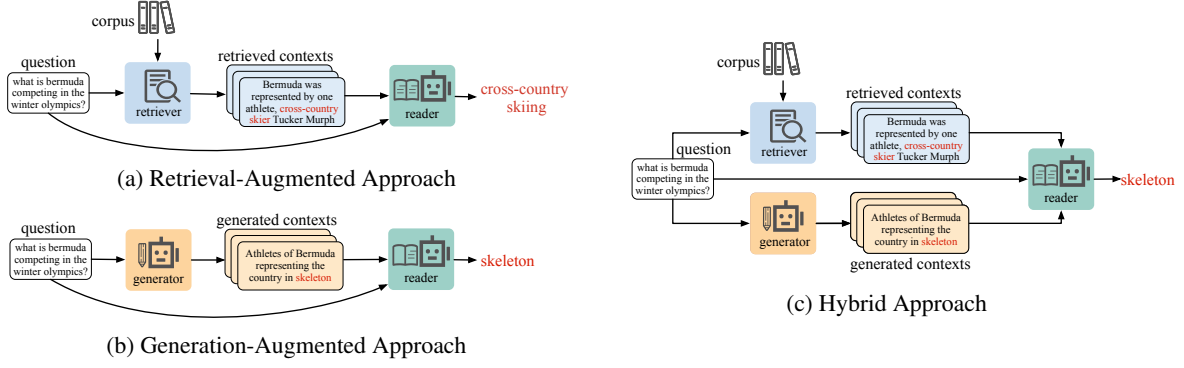 corpus
question
what is bermuda
competing in the
winter olympics?
retriever
retrieved contexts
Bermuda was
represented by one
athlete, cross-country
skier Tucker Murph
reader
cross-country
skiing
(a) Retrieval-Augmented Approach
question
what is bermuda
competing in the
winter olympics?
generator
generated contexts
Athletes of Bermuda
representing the
country in skeleton
reader
skeleton
(b) Generation-Augmented Approach
corpus
question
what is bermuda
competing in the
winter olympics?
retriever
retrieved contexts
Bermuda was
represented by one
athlete, cross-country
skier Tucker Murph
generator
Athletes of Bermuda
representing the
country in skeleton
generated contexts
reader
skeleton
(c) Hybrid Approach